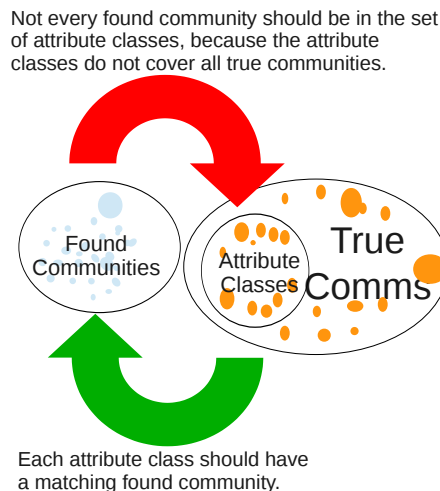 Not every found community should be in the set
of attribute classes, because the attribute
classes do not cover all true communities.
Found
Communities
Attribute
Classes
True
Comms
Each attribute class should have
a matching found community.